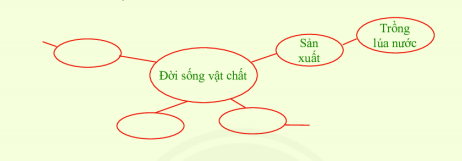 Trồng
lúa nước
Sản
xuất
Đời sống vật chất